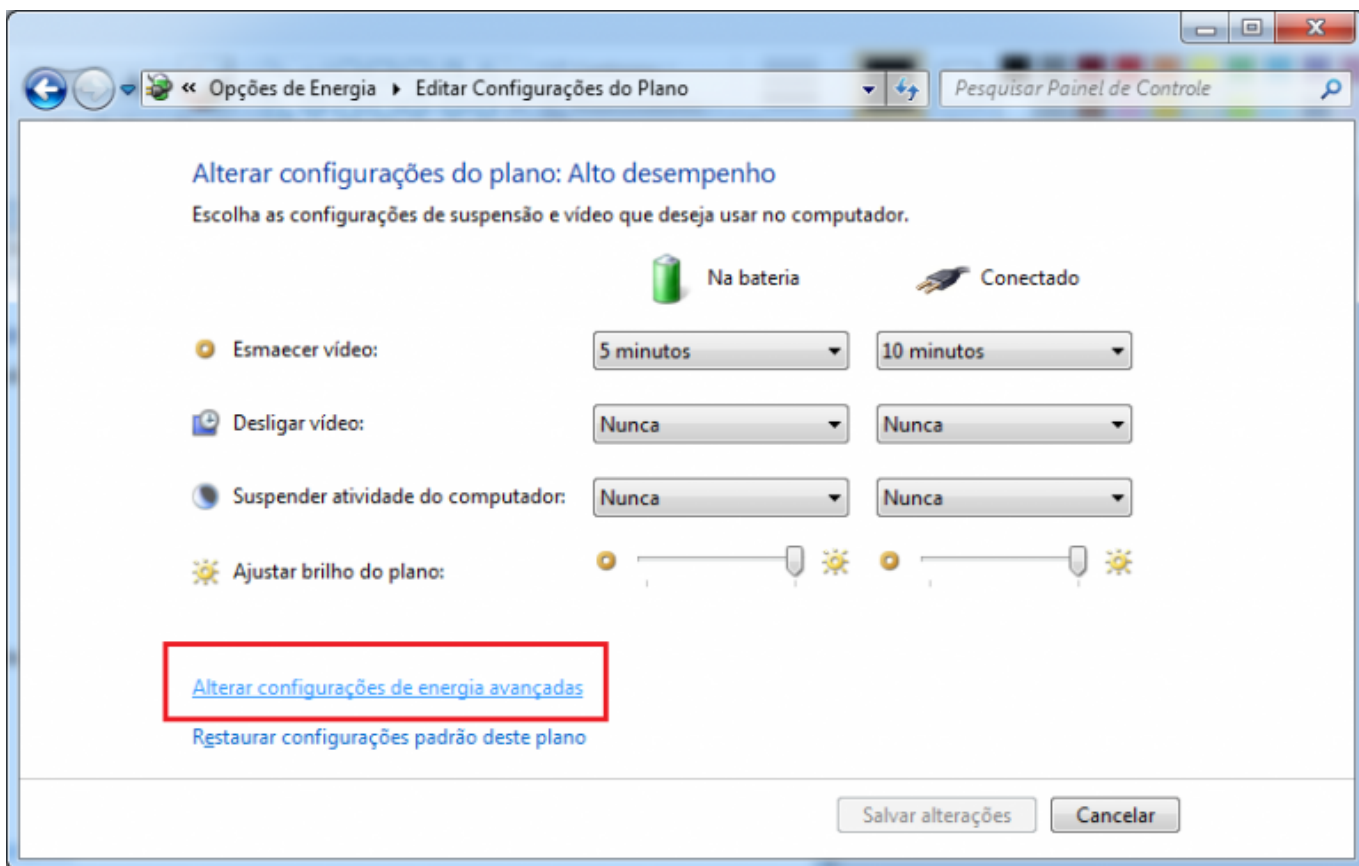 « Opções de Energia ▸ Editar Configurações do Plano
Pesquisar Painel de Controle
Alterar configurações do plano: Alto desempenho
Escolha as configurações de suspensão e vídeo que deseja usar no computador.
Na bateria Conectado
Esmaecer vídeo: 5 minutos 10 minutos
Desligar vídeo: Nunca Nunca
Suspender atividade do computador: Nunca Nunca
Ajustar brilho do plano:
Alterar configurações de energia avançadas
Restaurar configurações padrão deste plano
Salvar alterações Cancelar